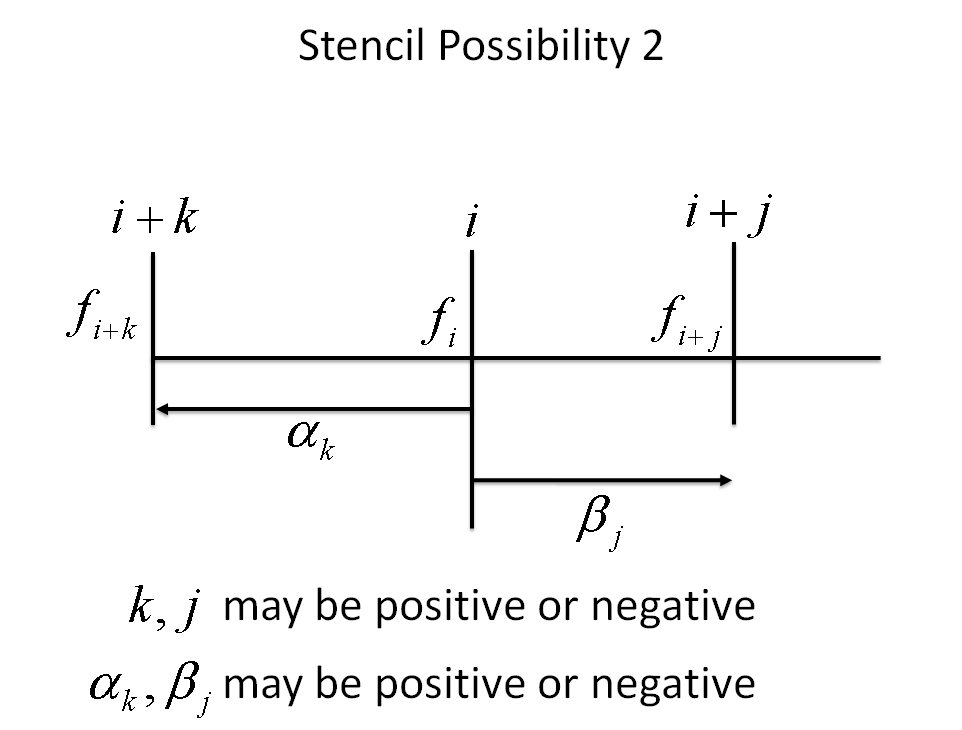 Stencil Possibility 2
i + k i i + j
f_{i+k} f_i f_{i+j}
α_k
β_j
k, j may be positive or negative
α_k, β_j may be positive or negative